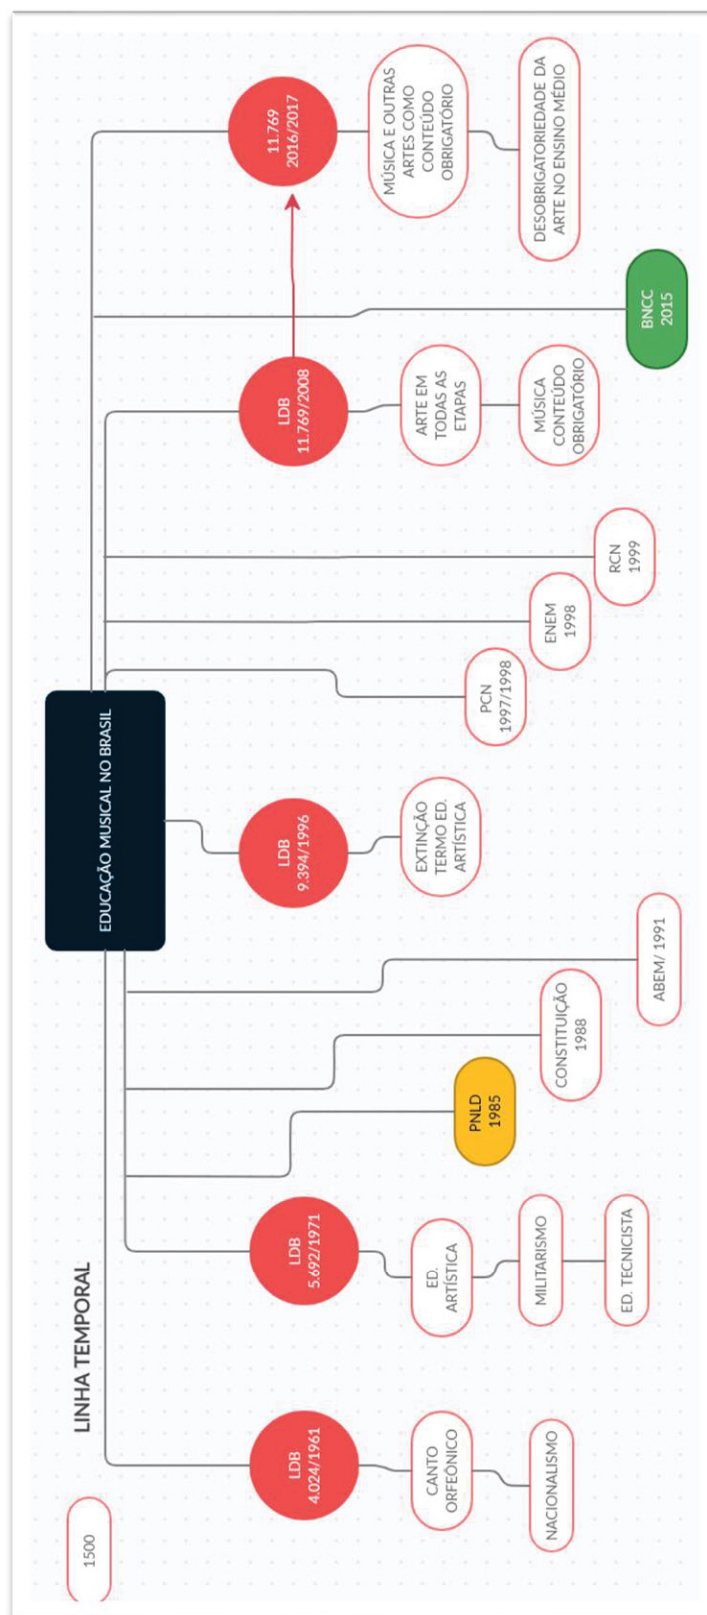 LINHA TEMPORAL
1500
EDUCAÇÃO MUSICAL NO BRASIL
LDB
4.024/1961
CANTO
ORFEÔNICO
NACIONALISMO
LDB
5.692/1971
ED.
ARTÍSTICA
MILITARISMO
ED. TECNICISTA
PNLD
1985
CONSTITUIÇÃO
1988
ABEM/ 1991
LDB
9.394/1996
EXTINÇÃO
TERMO ED.
ARTÍSTICA
PCN
1997/1998
ENEM
1998
RCN
1999
LDB
11.769/2008
ARTE EM
TODAS AS
ETAPAS
MÚSICA
CONTEÚDO
OBRIGATÓRIO
BNCC
2015
11.769
2016/2017
MÚSICA E OUTRAS
ARTES COMO
CONTEÚDO
OBRIGATÓRIO
DESOBRIGATORIEDADE DA
ARTE NO ENSINO MÉDIO